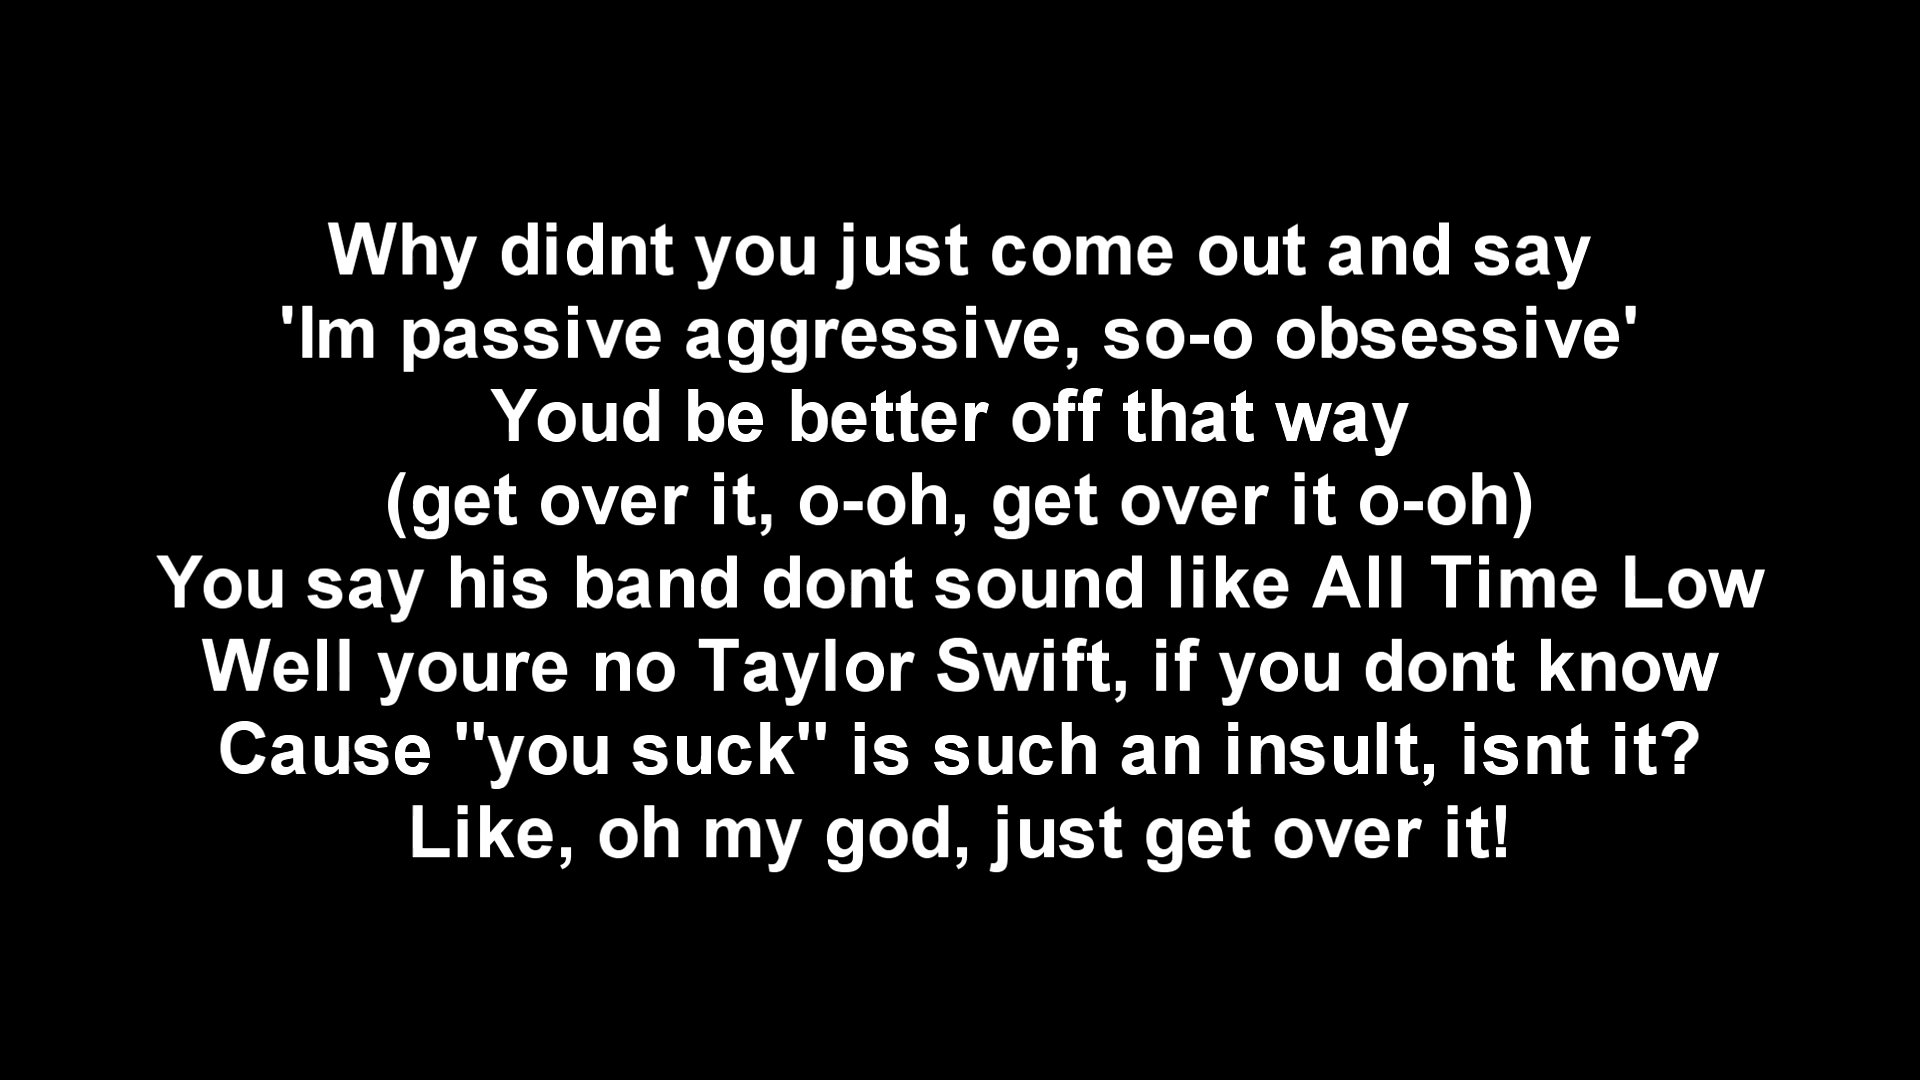 Why didnt you just come out and say
'Im passive aggressive, so-o obsessive'
Youd be better off that way
(get over it, o-oh, get over it o-oh)
You say his band dont sound like All Time Low
Well youre no Taylor Swift, if you dont know
Cause "you suck" is such an insult, isnt it?
Like, oh my god, just get over it!